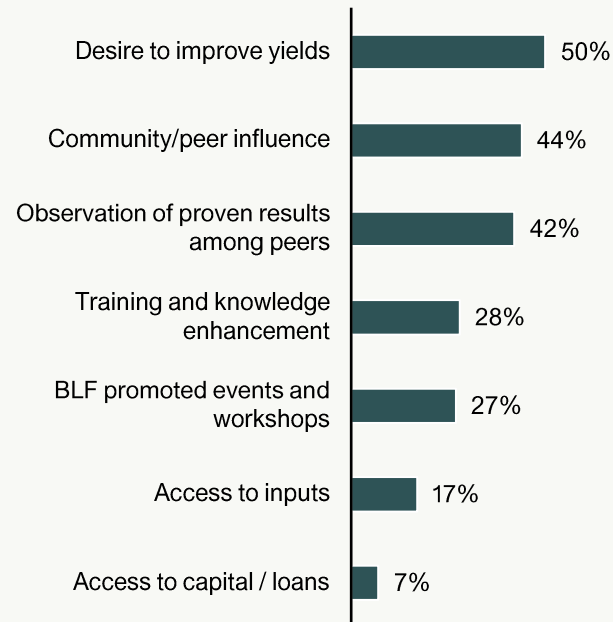 Desire to improve yields 50%
Community/peer influence 44%
Observation of proven results
among peers 42%
Training and knowledge
enhancement 28%
BLF promoted events and
workshops 27%
Access to inputs 17%
Access to capital / loans 7%